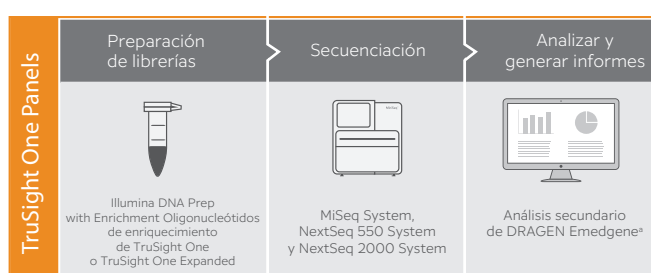 TruSight One Panels
Preparación
de librerías
Secuenciación
Analizar y
generar informes
MiSeq
Illumina DNA Prep
with Enrichment Oligonucleótidos
de enriquecimiento
de TruSight One
o TruSight One Expanded
MiSeq System,
NextSeq 550 System
y NextSeq 2000 System
Análisis secundario
de DRAGEN Emedgeneª